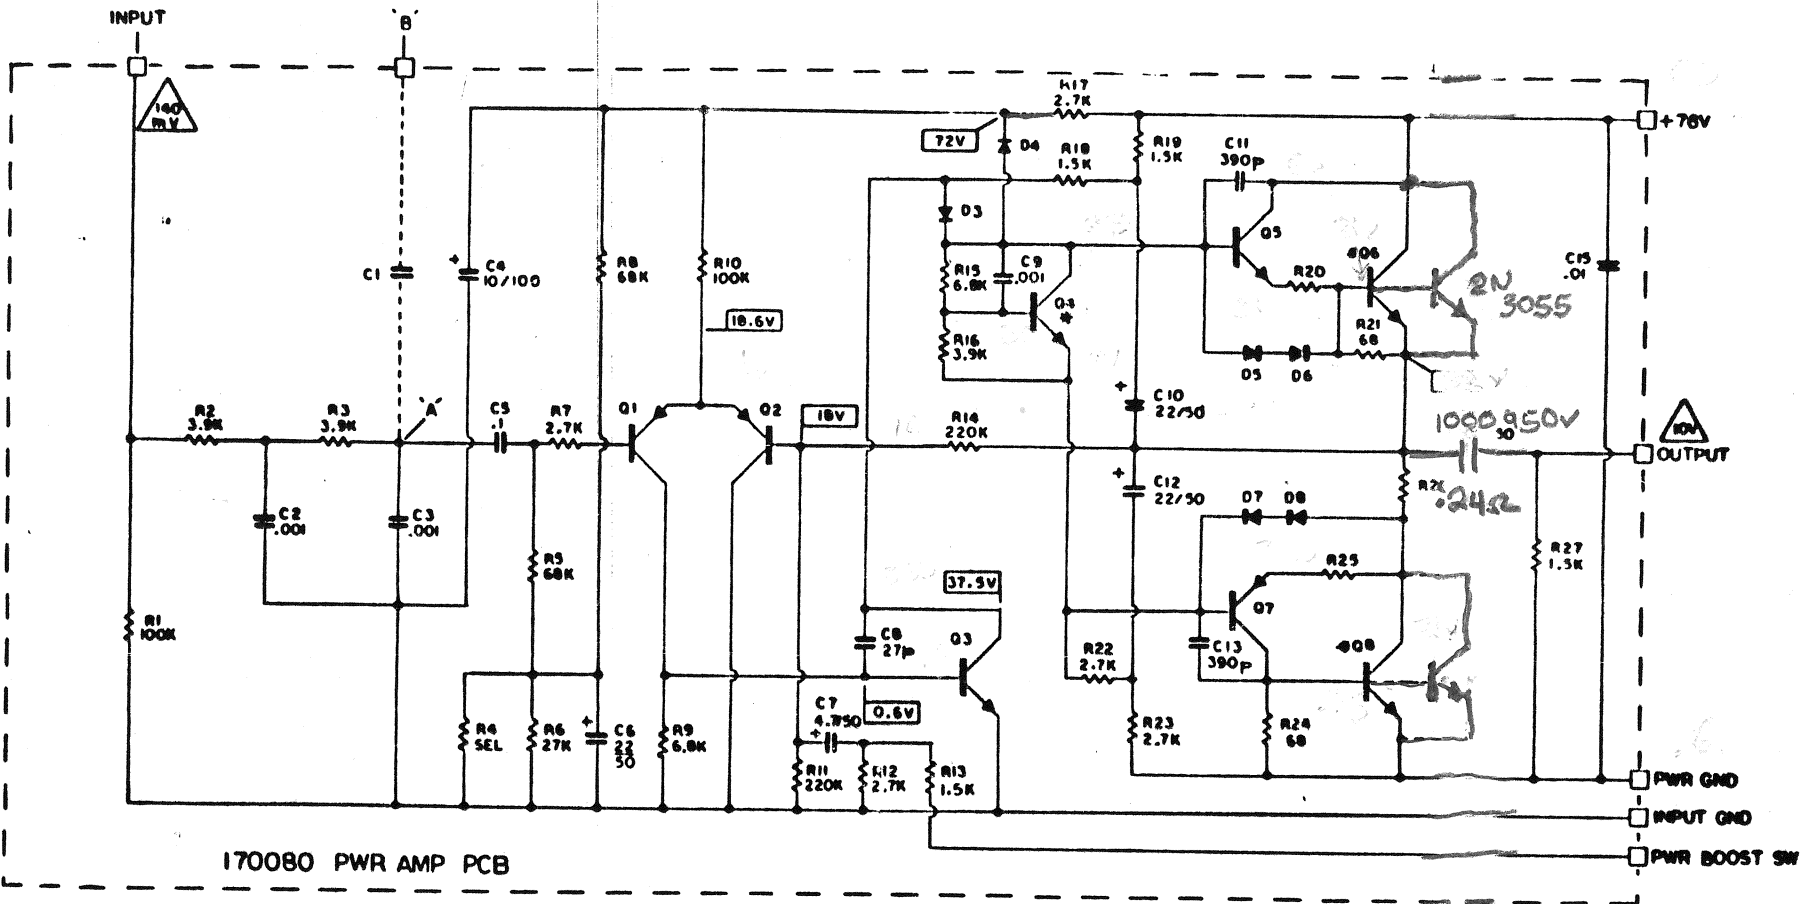 INPUT
'B'
140
mV
R17
2.7K
+76V
72V
D4
R18
1.5K
R19
1.5K
C11
390p
D3
Q5
C1
C4
10/100
R8
68K
R10
100K
R15
6.8K
C9
.001
Q4
*
R20
Q6
2N
3055
C15
.01
18.6V
R16
3.9K
R21
68
D5
D6
'A'
R2
3.9K
R3
3.9K
C5
.1
R7
2.7K
Q1
Q2
18V
R14
220K
C10
22/50
50V
10V
OUTPUT
C2
.001
C3
.001
C12
22/50
D7
D8
.24Ω
R5
68K
R25
R27
1.5K
37.5V
Q7
R1
100K
C8
27p
Q3
R22
2.7K
C13
390p
Q8
R4
SEL
R6
27K
C6
22
50
R9
6.8K
C7
4.7/50
0.6V
R23
2.7K
R24
68
R11
220K
R12
2.7K
R13
1.5K
PWR GND
INPUT GND
PWR BOOST SW
170080 PWR AMP PCB